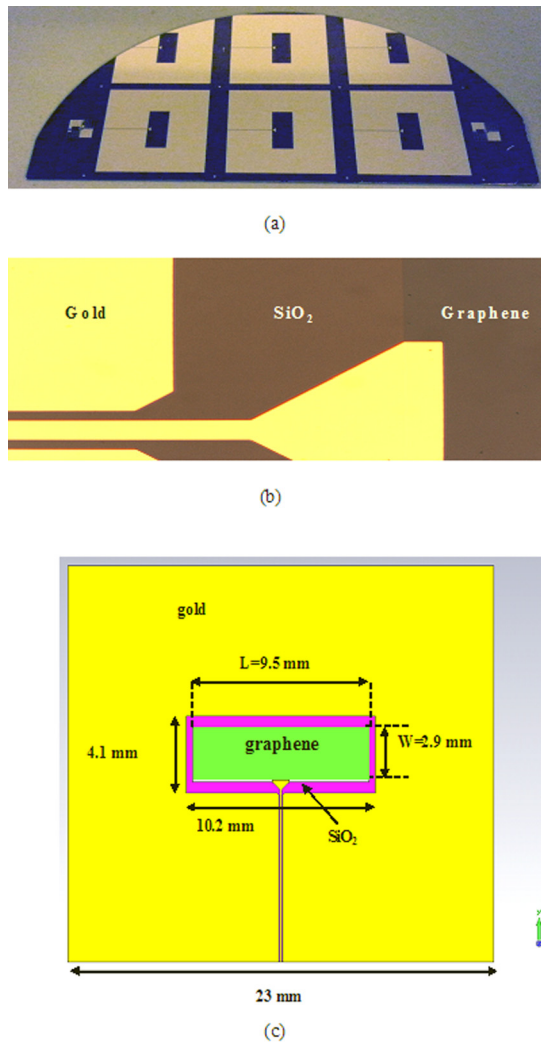 (a)
Gold SiO₂ Graphene
(b)
gold
L=9.5 mm
4.1 mm graphene W=2.9 mm
10.2 mm SiO₂
23 mm
(c)